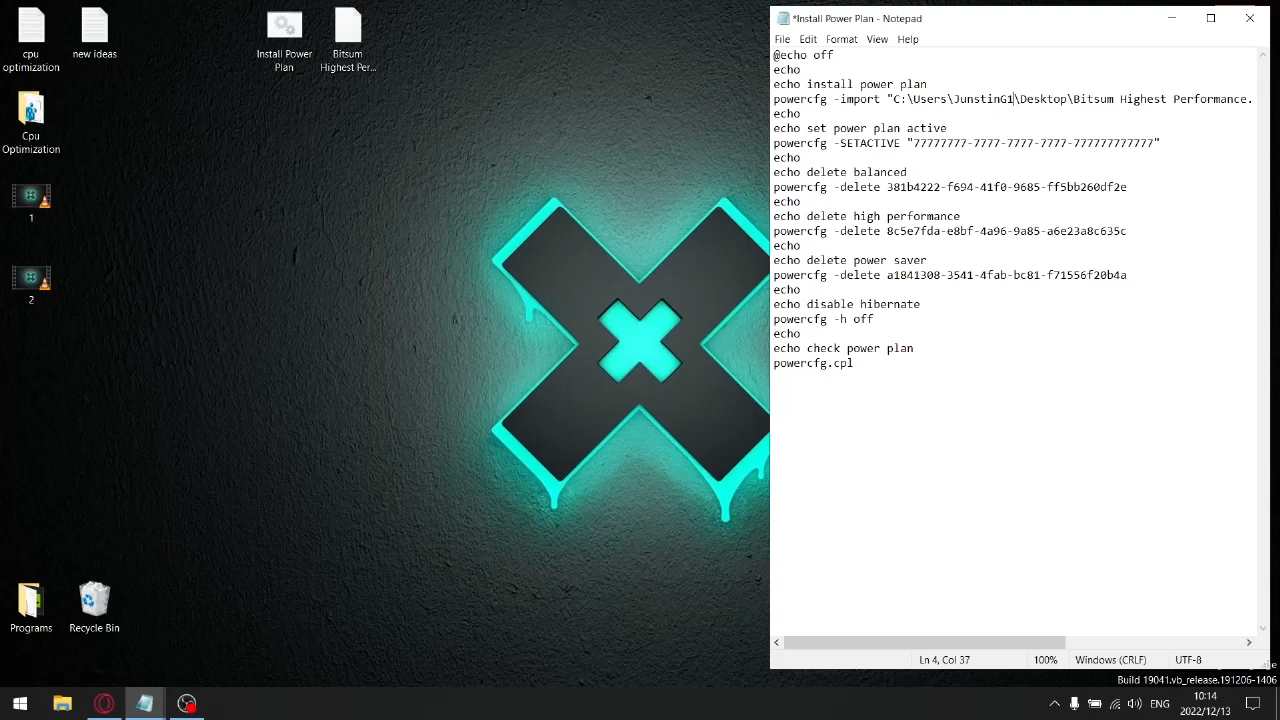 cpu
optimization
new ideas
Install Power
Plan
Bitsum
Highest Per...
Cpu
Optimization
1
2
Programs
Recycle Bin
*Install Power Plan - Notepad
File Edit Format View Help
@echo off
echo
echo install power plan
powercfg -import "C:\Users\JunstinG1\Desktop\Bitsum Highest Performance.
echo
echo set power plan active
powercfg -SETACTIVE "77777777-7777-7777-7777-777777777777"
echo
echo delete balanced
powercfg -delete 381b4222-f694-41f0-9685-ff5bb260df2e
echo
echo delete high performance
powercfg -delete 8c5e7fda-e8bf-4a96-9a85-a6e23a8c635c
echo
echo delete power saver
powercfg -delete a1841308-3541-4fab-bc81-f71556f20b4a
echo
echo disable hibernate
powercfg -h off
echo
echo check power plan
powercfg.cpl
Ln 4, Col 37 100% Windows (CRLF) UTF-8
Build 19041.vb_release.191206-1406
ENG
10:14
2022/12/13